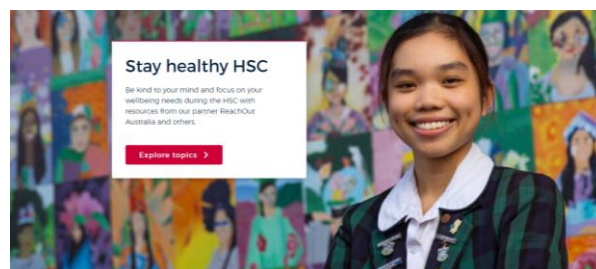 Stay healthy HSC
Be kind to your mind and focus on your
wellbeing needs during the HSC with
resources from our partner ReachOut
Australia and others.
Explore topics